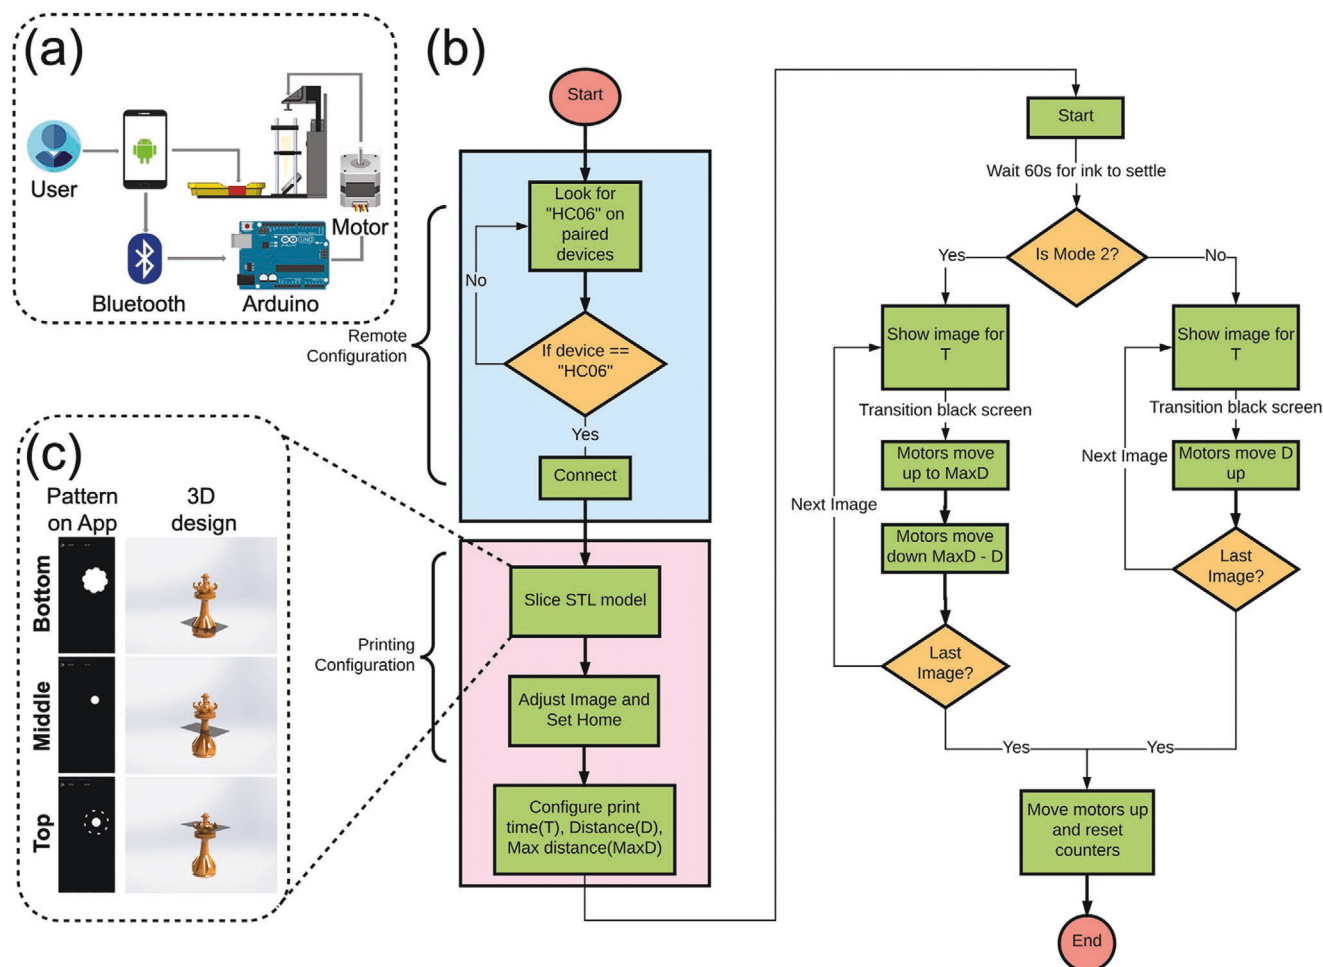 (a)
User
Bluetooth
Arduino
Motor
(b)
Start
Look for
"HC06" on
paired
devices
No
If device ==
"HC06"
Yes
Connect
Remote
Configuration
Slice STL model
Adjust Image and
Set Home
Configure print
time(T), Distance(D),
Max distance(MaxD)
Printing
Configuration
Start
Wait 60s for ink to settle
Is Mode 2?
Yes
No
Show image for
T
Transition black screen
Motors move
up to MaxD
Motors move
down MaxD - D
Last
Image?
Next Image
Yes
Show image for
T
Transition black screen
Motors move D
up
Last
Image?
Next Image
Yes
Move motors up
and reset
counters
End
(c)
Pattern
on App
3D
design
Bottom
Middle
Top